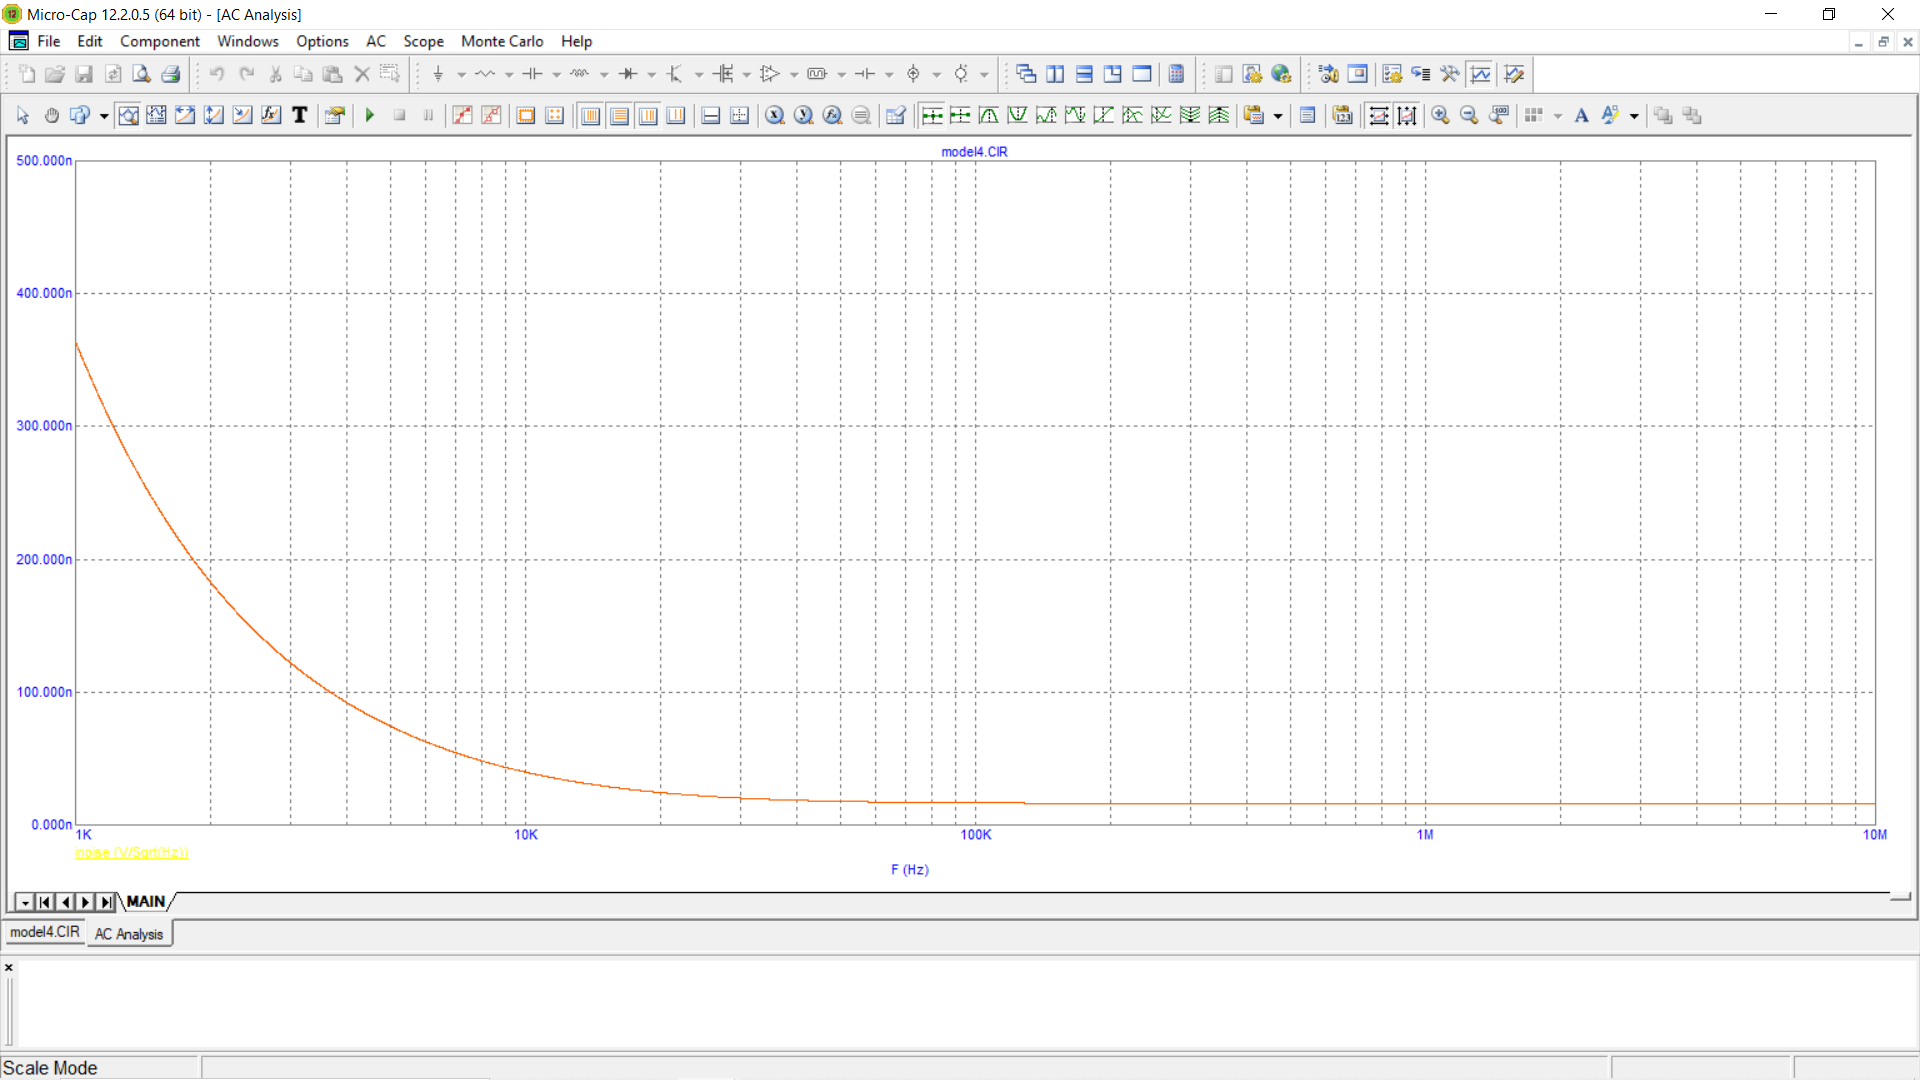 Micro-Cap 12.2.0.5 (64 bit) - [AC Analysis]
File Edit Component Windows Options AC Scope Monte Carlo Help
model4.CIR
500.000n
400.000n
300.000n
200.000n
100.000n
0.000n
1K 10K 100K 1M 10M
inoise (V/Sqrt(Hz))
F (Hz)
MAIN
model4.CIR AC Analysis
Scale Mode